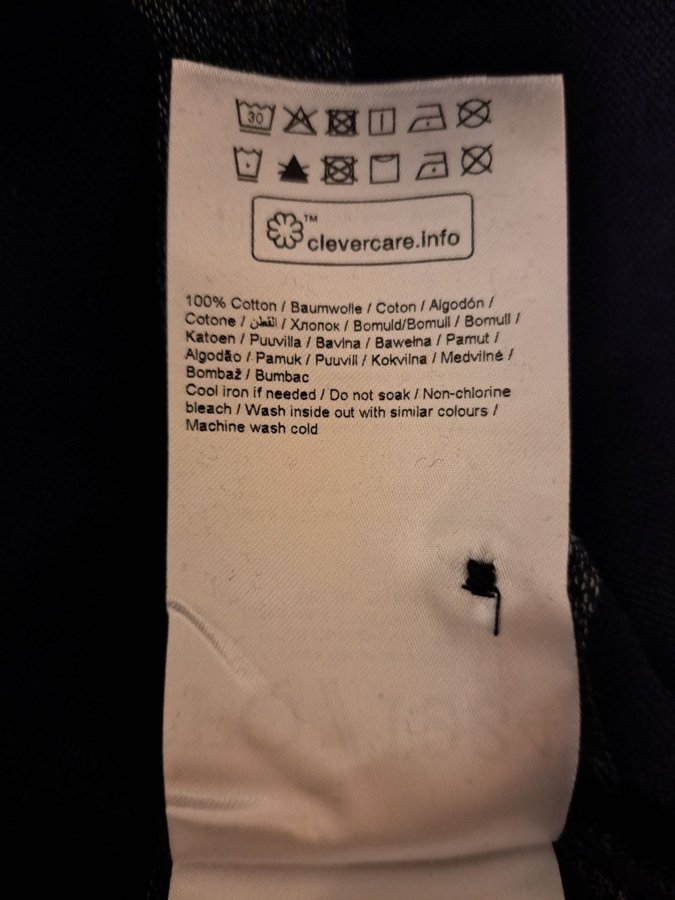 30
™
clevercare.info
100% Cotton / Baumwolle / Coton / Algodón /
Cotone / القطن / Хлопок / Bomuld/Bomull / Bomull /
Katoen / Puuvilla / Bavlna / Bawełna / Pamut /
Algodão / Pamuk / Puuvill / Kokvilna / Medvilnė /
Bombaž / Bumbac
Cool iron if needed / Do not soak / Non-chlorine
bleach / Wash inside out with similar colours /
Machine wash cold